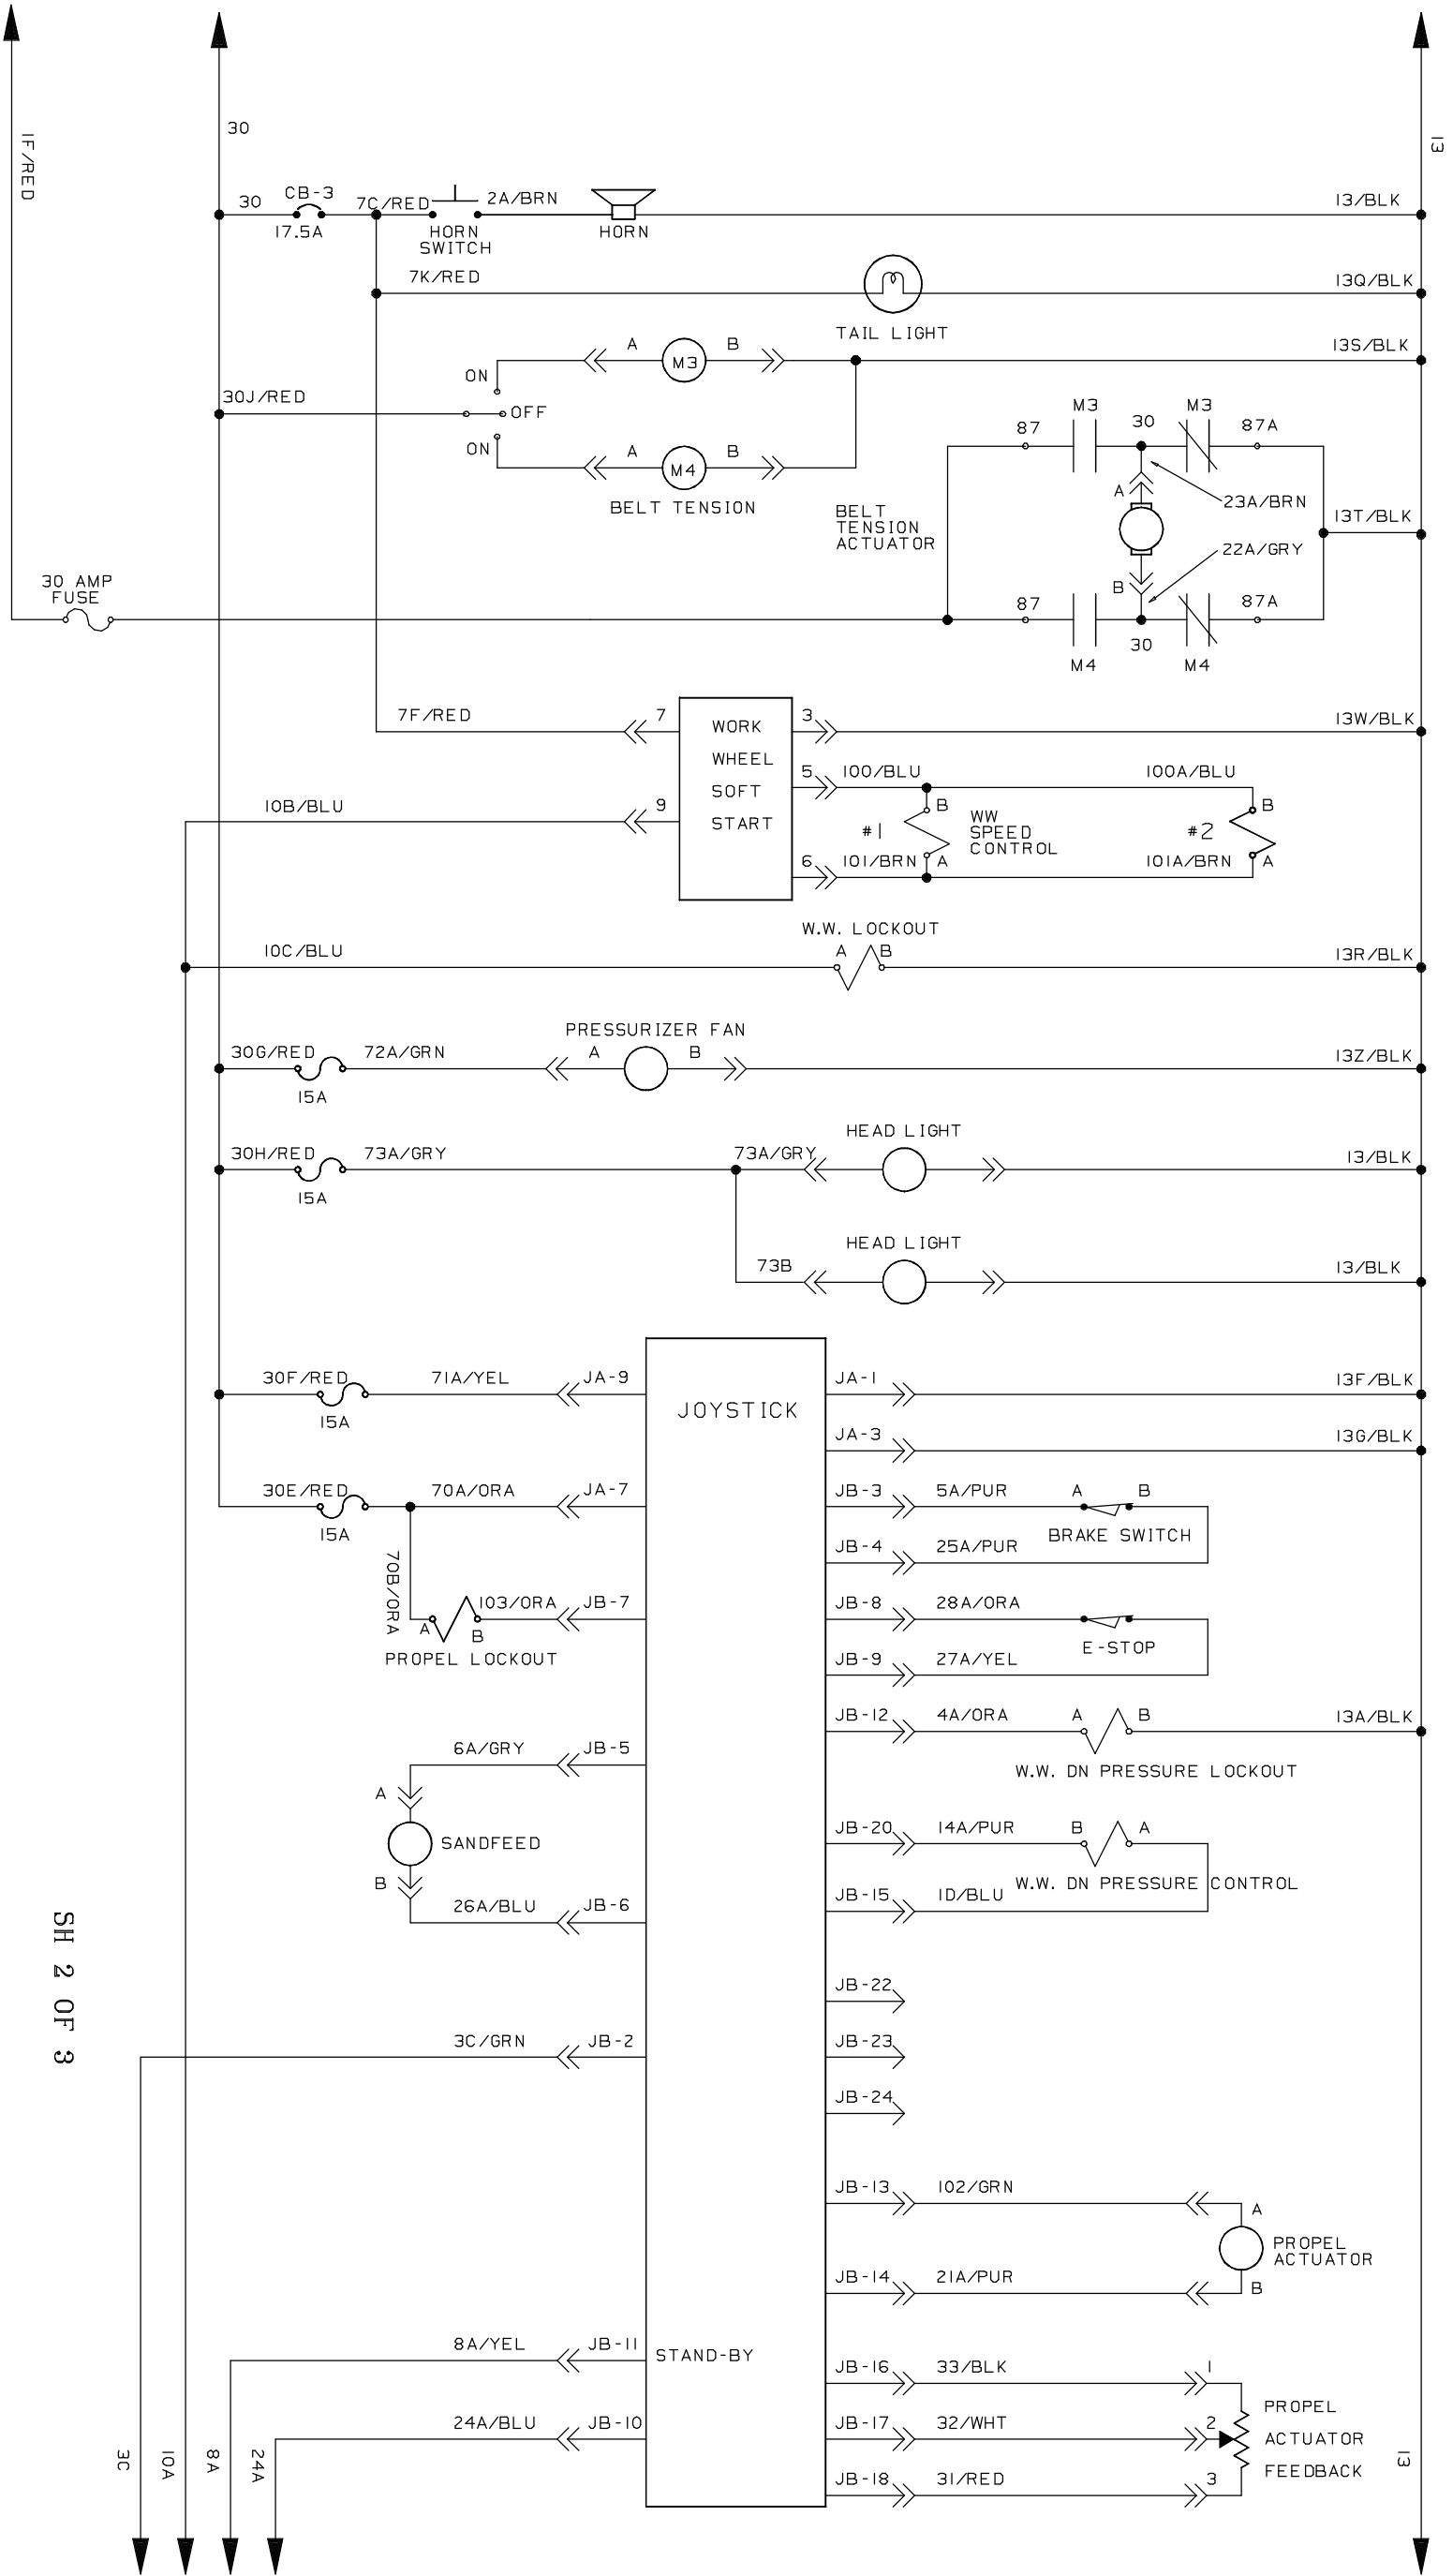 1F/RED
30
13
30
CB-3
17.5A
7C/RED
HORN
SWITCH
2A/BRN
HORN
13/BLK
7K/RED
TAIL LIGHT
13Q/BLK
30J/RED
ON
OFF
ON
A
M3
B
13S/BLK
A
M4
B
BELT TENSION
BELT
TENSION
ACTUATOR
87
M3
30
M3
87A
A
23A/BRN
13T/BLK
22A/GRY
B
87
M4
30
M4
87A
30 AMP
FUSE
7F/RED
7
WORK
WHEEL
SOFT
START
3
13W/BLK
10B/BLU
9
5
100/BLU
100A/BLU
#1
B
WW
SPEED
CONTROL
#2
B
6
101/BRN
A
101A/BRN
A
W.W. LOCKOUT
10C/BLU
A
B
13R/BLK
PRESSURIZER FAN
30G/RED
15A
72A/GRN
A
B
13Z/BLK
HEAD LIGHT
30H/RED
15A
73A/GRY
73A/GRY
13/BLK
HEAD LIGHT
73B
13/BLK
30F/RED
15A
71A/YEL
JA-9
JOYSTICK
JA-1
13F/BLK
JA-3
13G/BLK
30E/RED
15A
70A/ORA
JA-7
JB-3
5A/PUR
A
B
BRAKE SWITCH
JB-4
25A/PUR
70B/ORA
A
B
103/ORA
JB-7
PROPEL LOCKOUT
JB-8
28A/ORA
E-STOP
JB-9
27A/YEL
JB-12
4A/ORA
A
B
13A/BLK
W.W. DN PRESSURE LOCKOUT
6A/GRY
JB-5
A
SANDFEED
B
26A/BLU
JB-6
JB-20
14A/PUR
B
A
W.W. DN PRESSURE CONTROL
JB-15
1D/BLU
JB-22
JB-23
JB-24
3C/GRN
JB-2
SH 2 OF 3
JB-13
102/GRN
A
PROPEL
ACTUATOR
JB-14
21A/PUR
B
8A/YEL
JB-11
STAND-BY
JB-16
33/BLK
1
PROPEL
ACTUATOR
FEEDBACK
24A/BLU
JB-10
JB-17
32/WHT
2
JB-18
31/RED
3
3C
10A
8A
24A
13